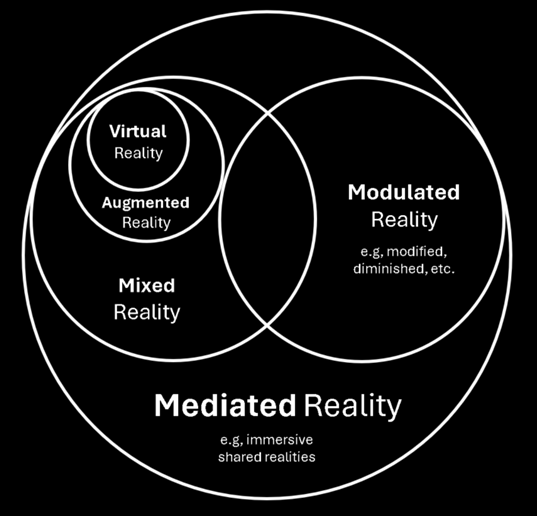 Virtual
Reality
Augmented
Reality
Mixed
Reality
Modulated
Reality
e.g, modified,
diminished, etc.
Mediated Reality
e.g, immersive
shared realities